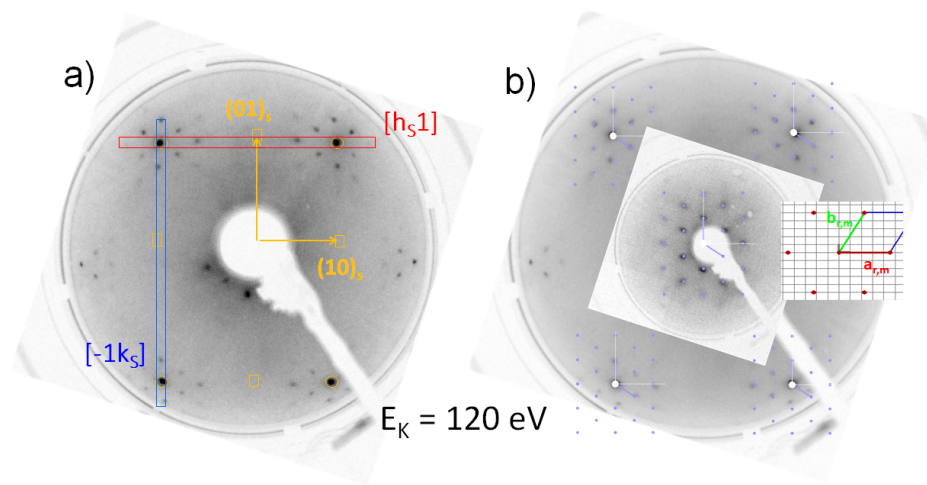 a)
(01)s
[hS1]
(10)s
[-1kS]
EK = 120 eV
b)
br,m
ar,m